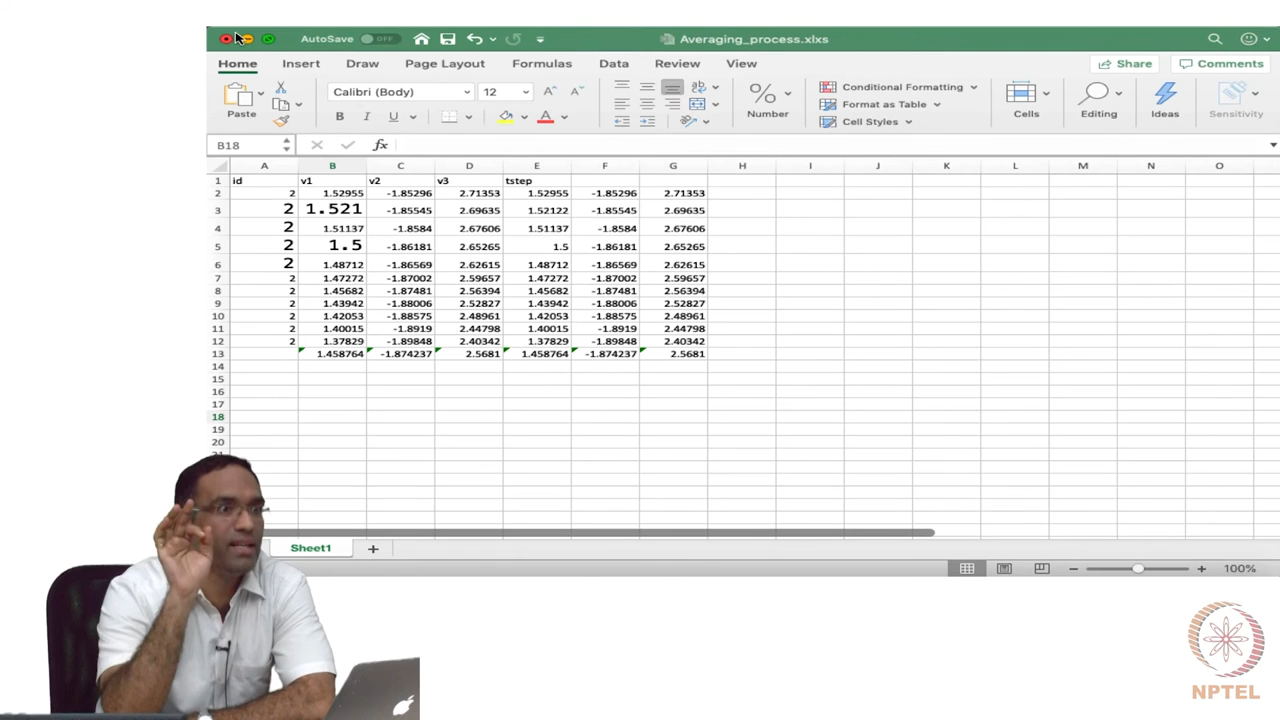 AutoSave OFF Averaging_process.xlxs
Home Insert Draw Page Layout Formulas Data Review View Share Comments
Paste Calibri (Body) 12 A^ A B I U A ab % Number Conditional Formatting Format as Table Cell Styles Cells Editing Ideas Sensitivity
B18 fx
A B C D E F G H I J K L M N O
1 id v1 v2 v3 tstep
2 2 1.52955 -1.85296 2.71353 1.52955 -1.85296 2.71353
3 2 1.521 -1.85545 2.69635 1.52122 -1.85545 2.69635
4 2 1.51137 -1.8584 2.67606 1.51137 -1.8584 2.67606
5 2 1.5 -1.86181 2.65265 1.5 -1.86181 2.65265
6 2 1.48712 -1.86569 2.62615 1.48712 -1.86569 2.62615
7 2 1.47272 -1.87002 2.59657 1.47272 -1.87002 2.59657
8 2 1.45682 -1.87481 2.56394 1.45682 -1.87481 2.56394
9 2 1.43942 -1.88006 2.52827 1.43942 -1.88006 2.52827
10 2 1.42053 -1.88575 2.48961 1.42053 -1.88575 2.48961
11 2 1.40015 -1.8919 2.44798 1.40015 -1.8919 2.44798
12 2 1.37829 -1.89848 2.40342 1.37829 -1.89848 2.40342
13 1.458764 -1.874237 2.5681 1.458764 -1.874237 2.5681
14
15
16
17
18
19
20
Sheet1 +
- + 100%
NPTEL